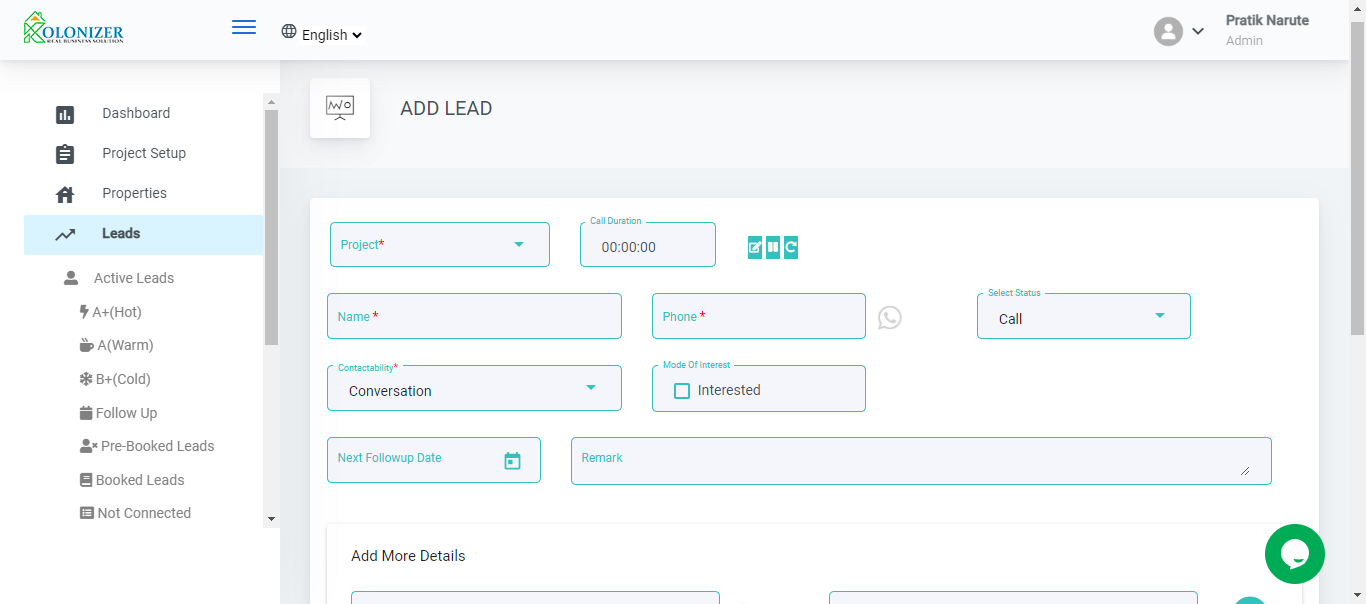 KOLONIZER
REAL BUSINESS SOLUTION
English
Pratik Narute
Admin
Dashboard
Project Setup
Properties
Leads
Active Leads
A+(Hot)
A(Warm)
B+(Cold)
Follow Up
Pre-Booked Leads
Booked Leads
Not Connected
ADD LEAD
Project*
Call Duration
00:00:00
Name *
Phone *
Select Status
Call
Contactability*
Conversation
Mode Of Interest
Interested
Next Followup Date
Remark
Add More Details